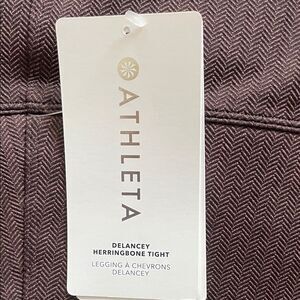 ATHLETA
DELANCEY
HERRINGBONE TIGHT
LEGGING À CHEVRONS
DELANCEY